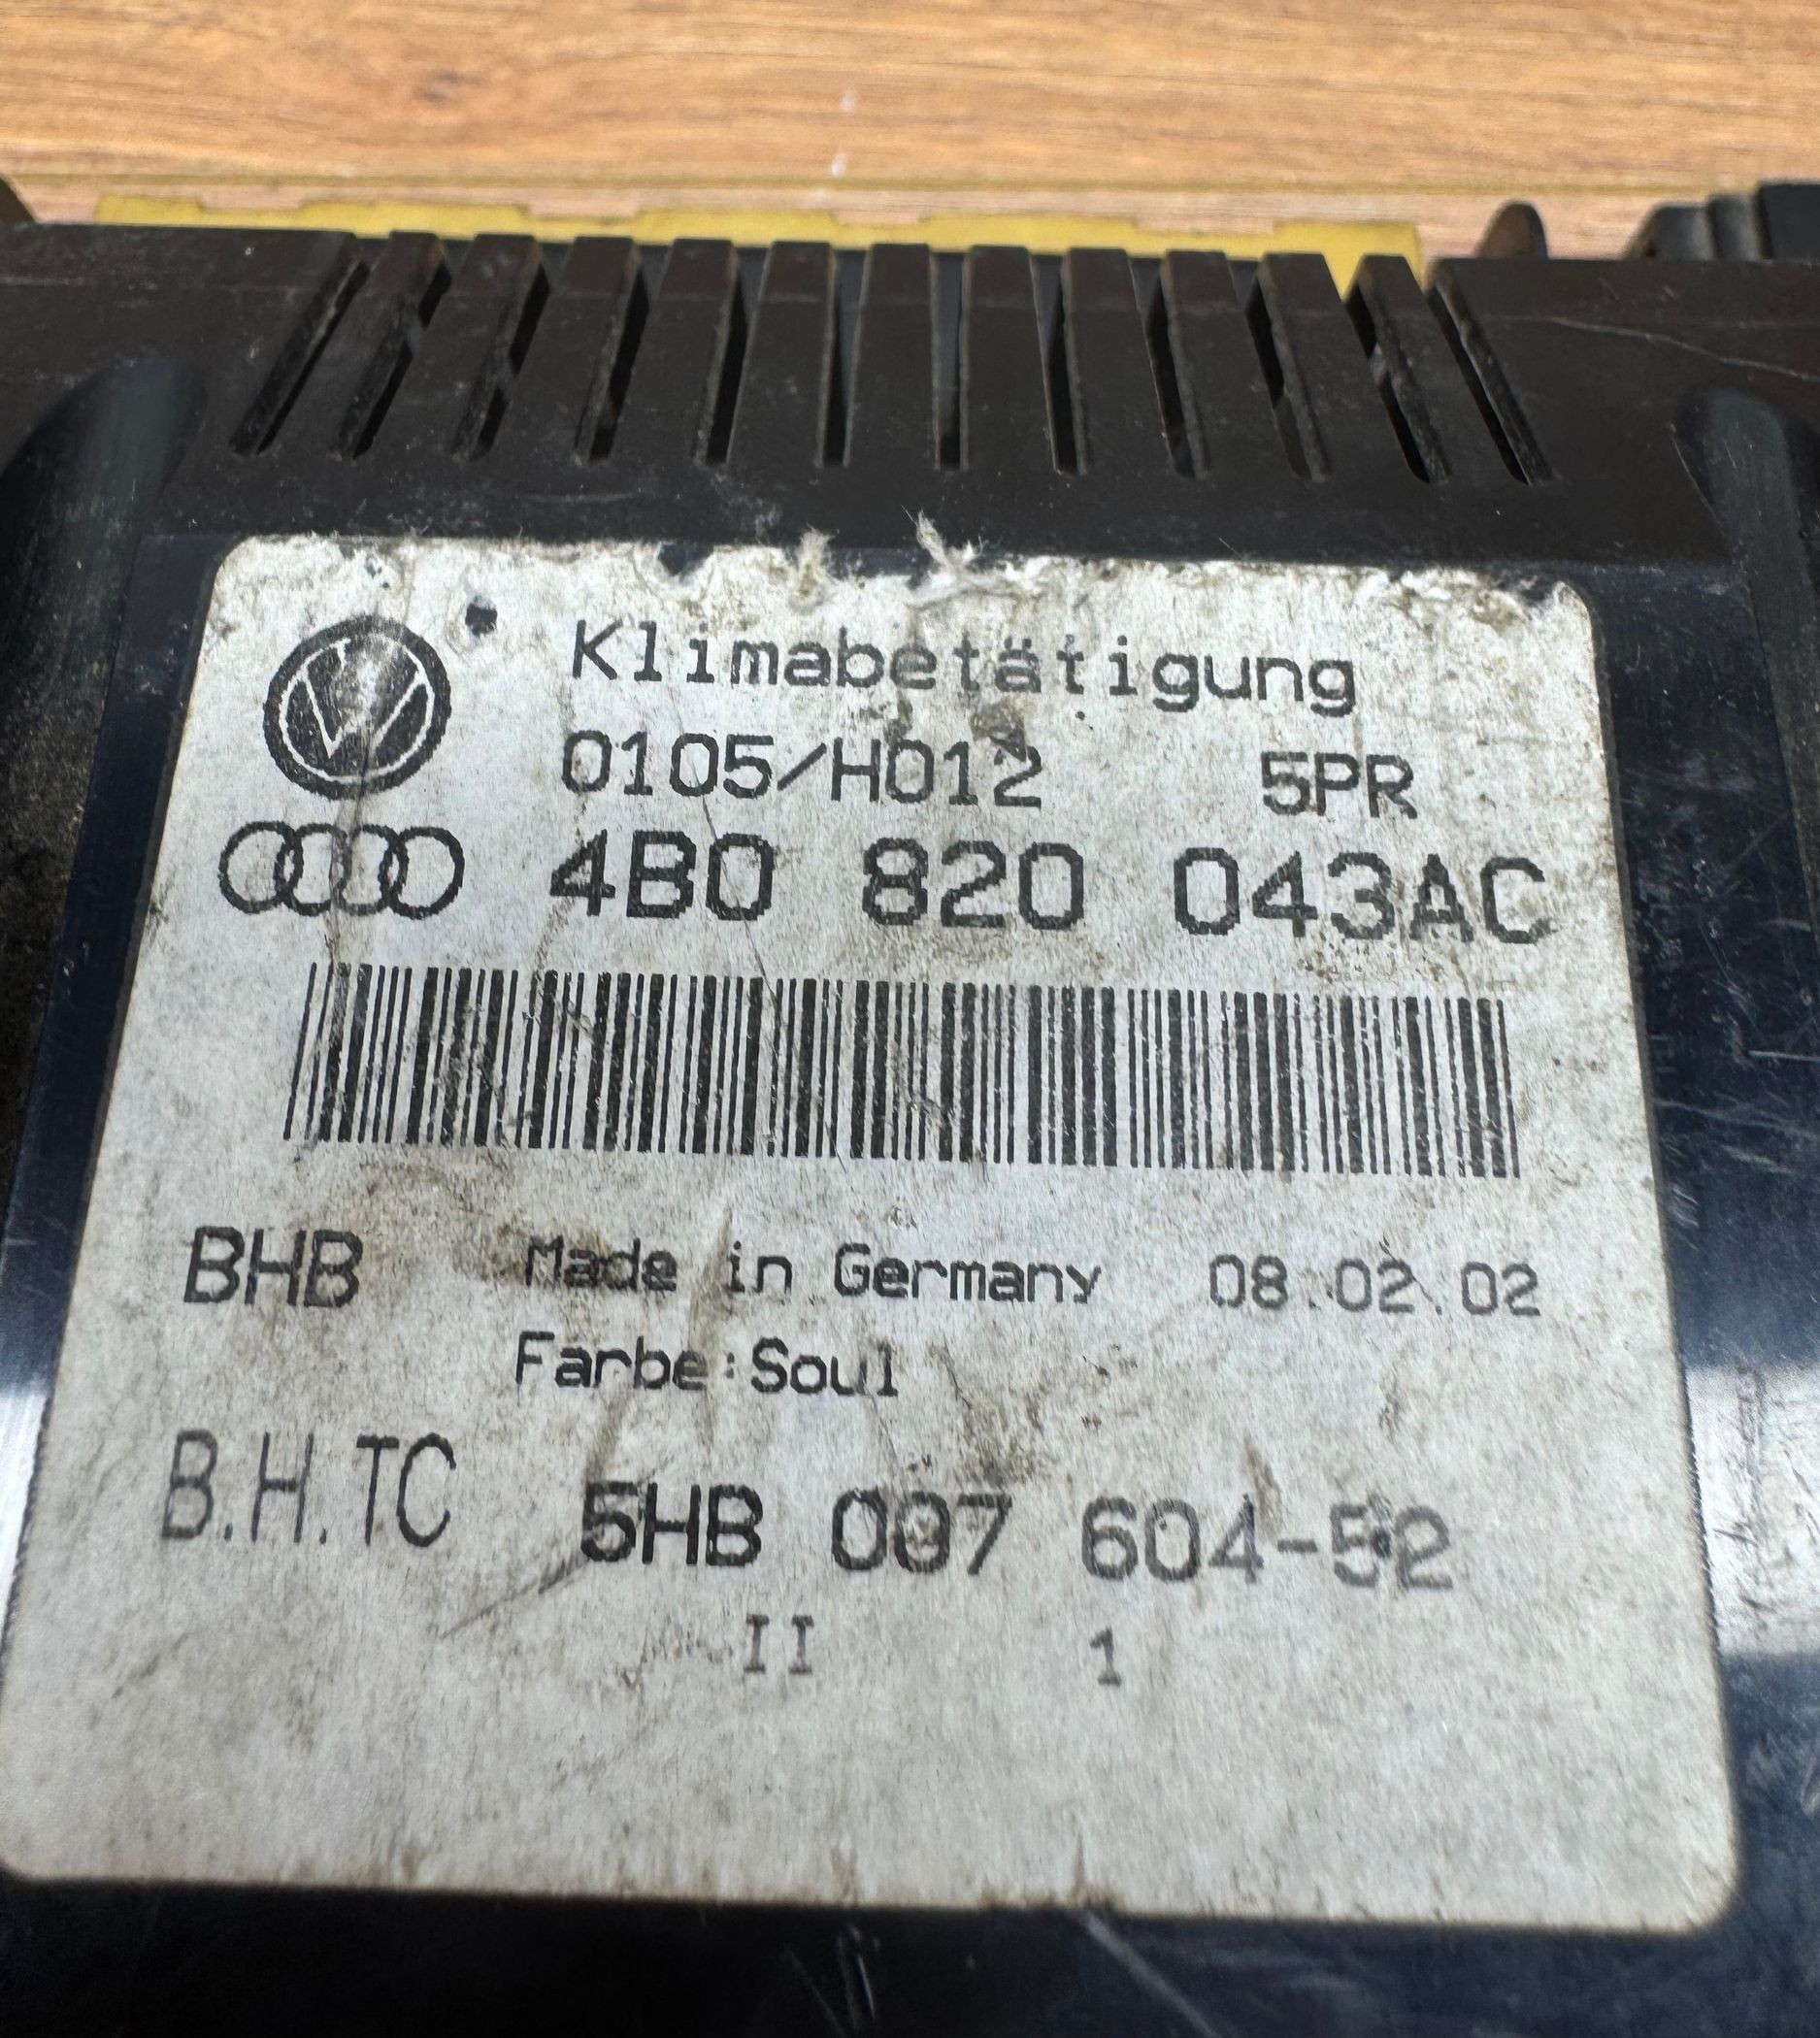 Klimabetätigung
0105/H012 5PR
4B0 820 043AC
BHB Made in Germany 08.02.02
Farbe:Soul
B.H.TC 5HB 007 604-52
II 1